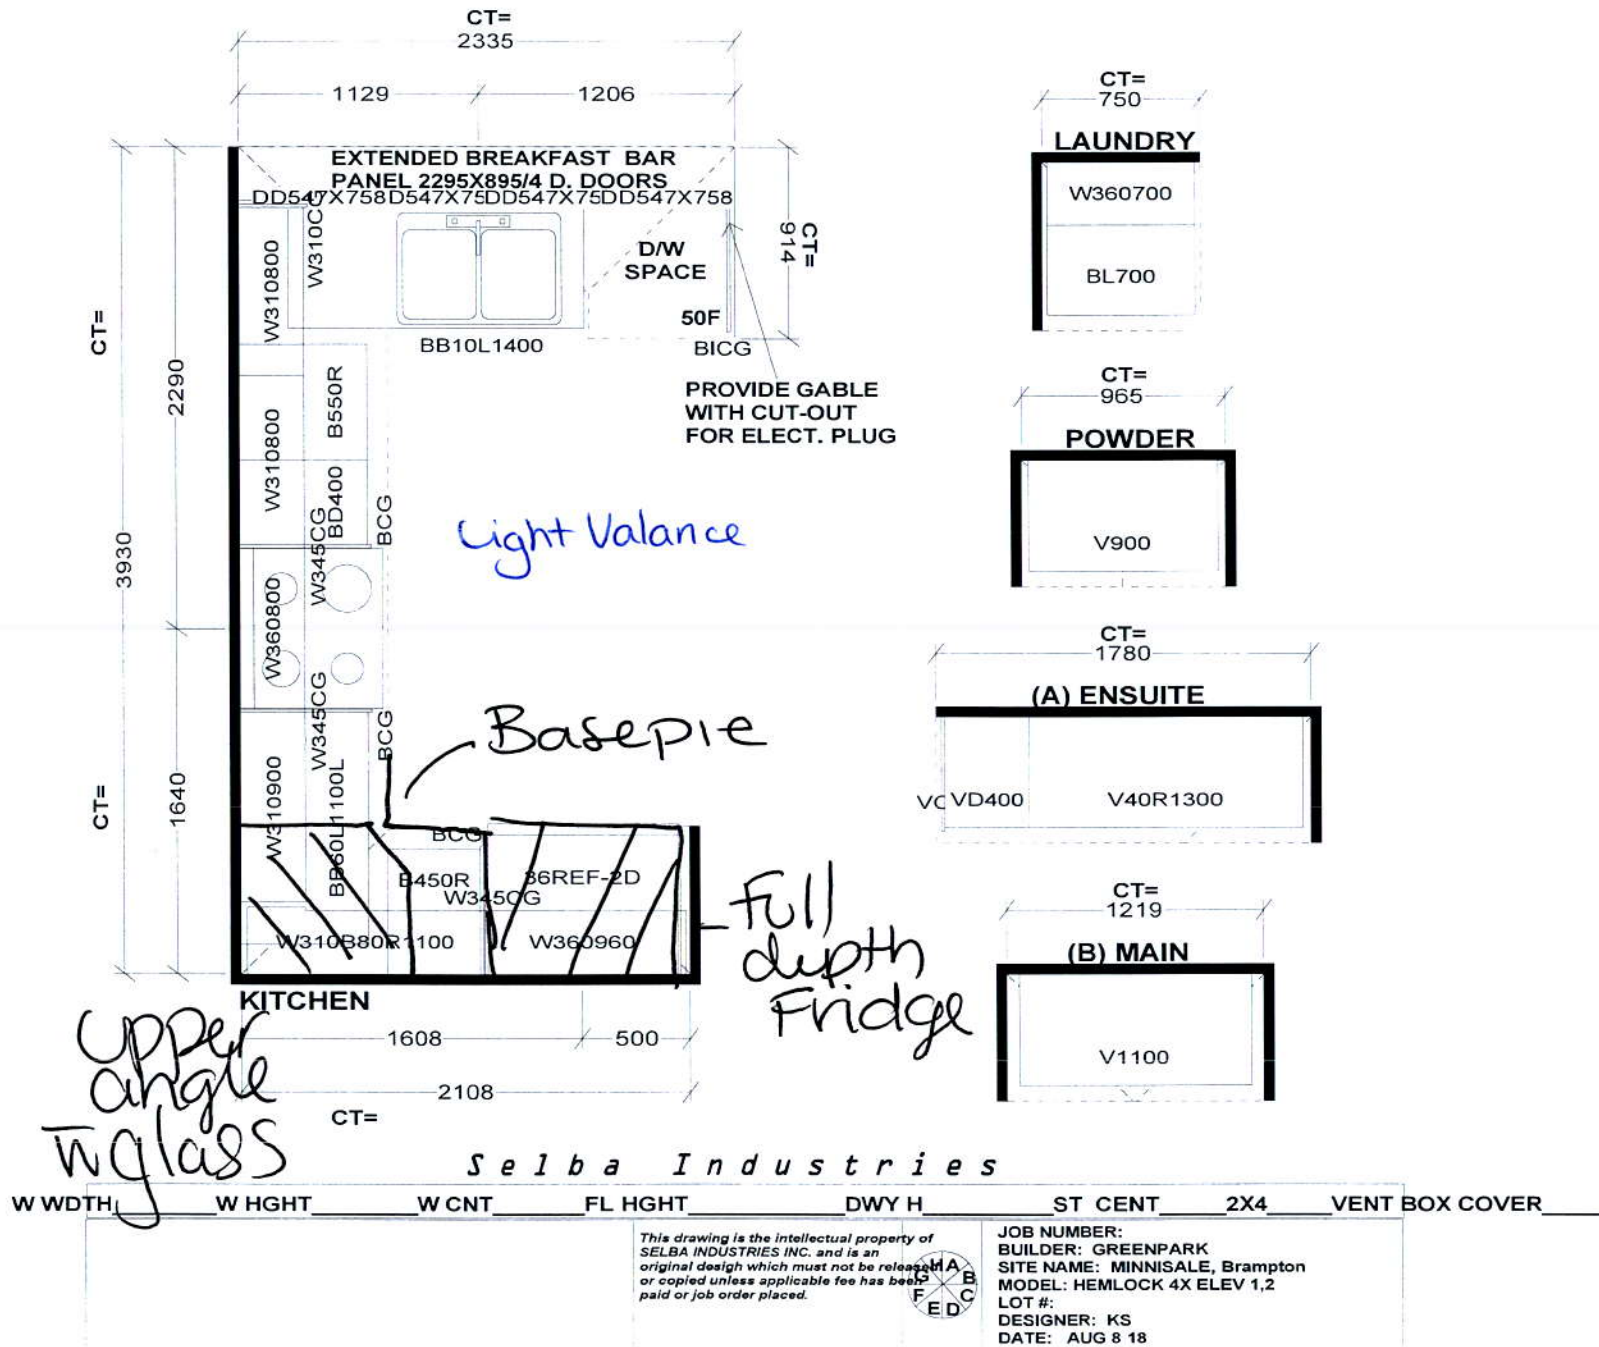 CT=
2335
1129
1206
EXTENDED BREAKFAST BAR
PANEL 2295X895/4 D. DOORS
DD547X758D547X75DD547X75DD547X758
W310CG
W310800
D/W
SPACE
50F
BB10L1400
BICG
914
CT=
PROVIDE GABLE
WITH CUT-OUT
FOR ELECT. PLUG
CT=
2290
3930
W310800
B550R
BD400
W345CG
BCG
Light Valance
W360800
W345CG
BCG
Basepie
CT=
1640
W310900
BB60L1100L
BCG
B450R
W345CG
36REF-2D
W310B80R1100
W360960
Full
depth
Fridge
KITCHEN
1608
500
2108
CT=
Upper
angle
w glass
CT=
750
LAUNDRY
W360700
BL700
CT=
965
POWDER
V900
CT=
1780
(A) ENSUITE
VC VD400
V40R1300
CT=
1219
(B) MAIN
V1100
Selba Industries
W WDTH W HGHT W CNT FL HGHT DWY H ST CENT 2X4 VENT BOX COVER
This drawing is the intellectual property of
SELBA INDUSTRIES INC. and is an
original desigh which must not be released
or copied unless applicable fee has been
paid or job order placed.
H A B C D E F G
JOB NUMBER:
BUILDER: GREENPARK
SITE NAME: MINNISALE, Brampton
MODEL: HEMLOCK 4X ELEV 1,2
LOT #:
DESIGNER: KS
DATE: AUG 8 18